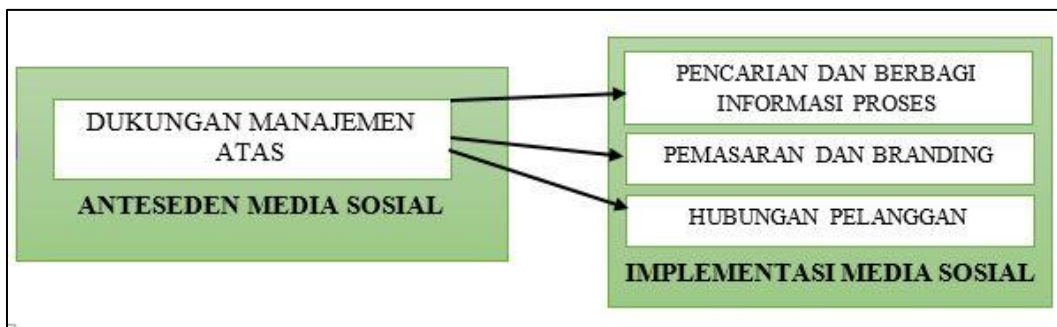 DUKUNGAN MANAJEMEN
ATAS
ANTESEDEN MEDIA SOSIAL
PENCARIAN DAN BERBAGI
INFORMASI PROSES
PEMASARAN DAN BRANDING
HUBUNGAN PELANGGAN
IMPLEMENTASI MEDIA SOSIAL